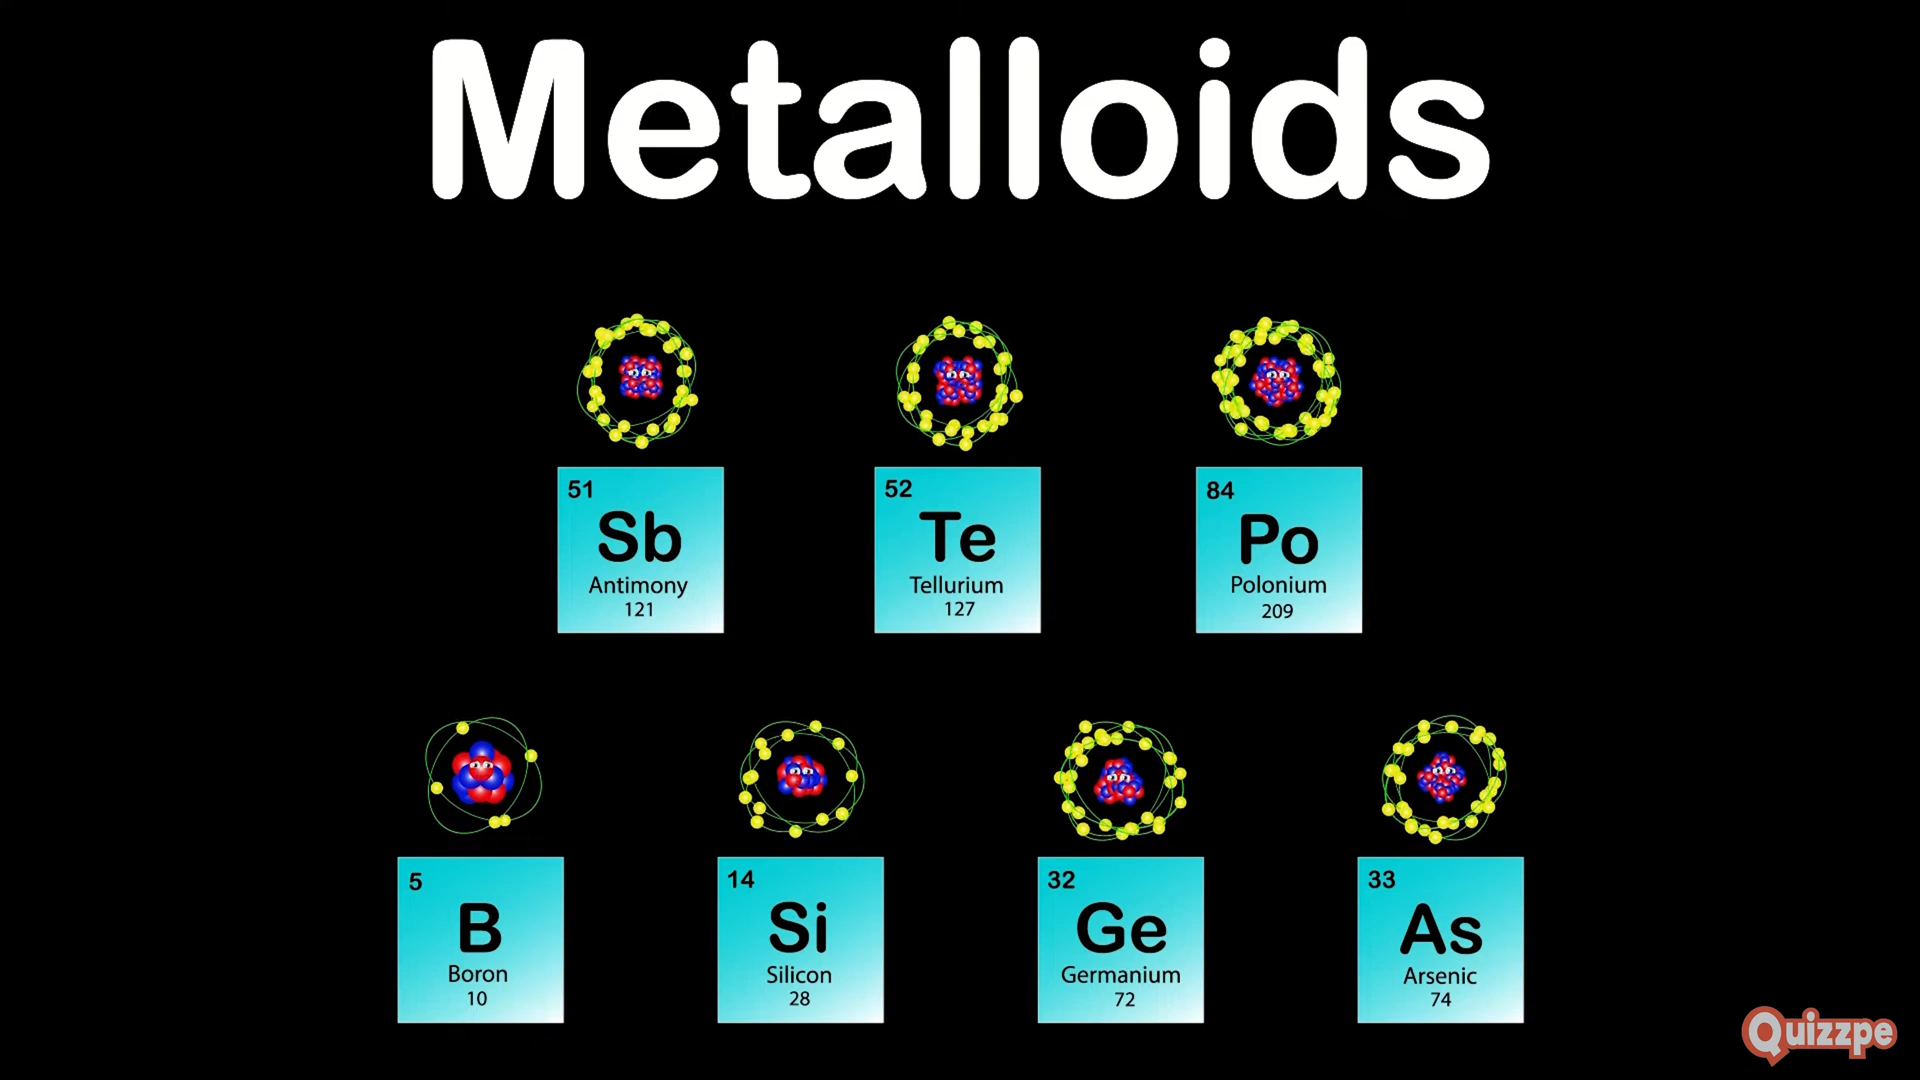 Metalloids
51
Sb
Antimony
121
52
Te
Tellurium
127
84
Po
Polonium
209
5
B
Boron
10
14
Si
Silicon
28
32
Ge
Germanium
72
33
As
Arsenic
74
Quizzpe